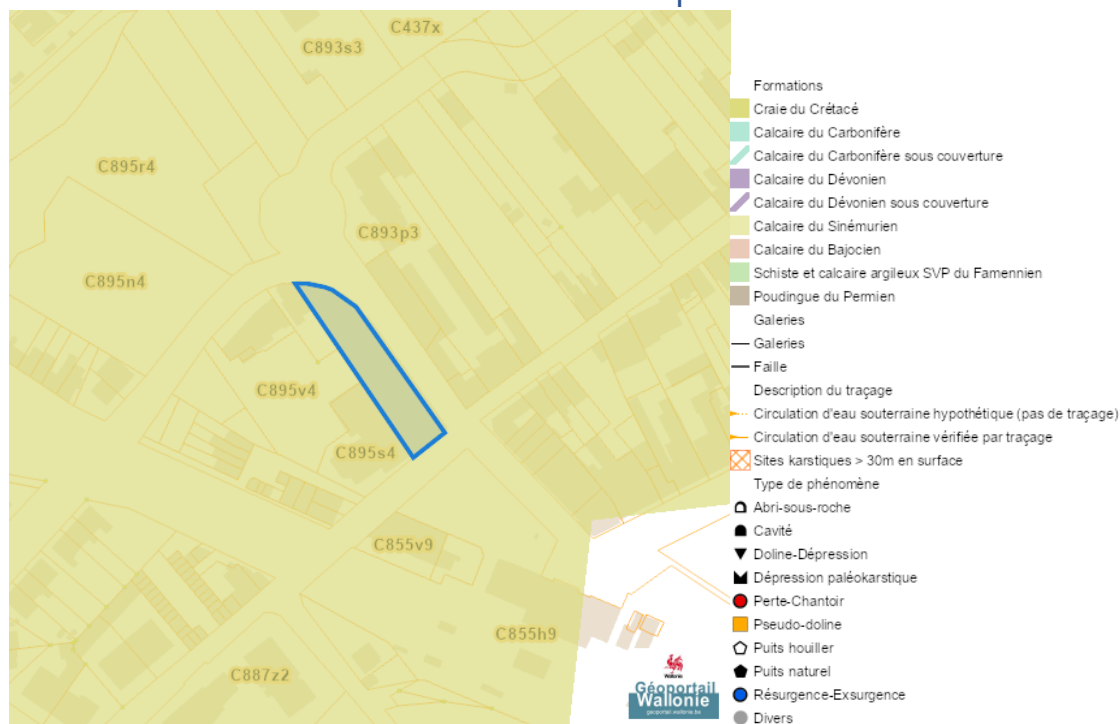 C437x
C893s3
C895r4
C893p3
C895n4
C895v4
C895s4
C855v9
C855h9
C887z2
Formations
Craie du Crétacé
Calcaire du Carbonifère
Calcaire du Carbonifère sous couverture
Calcaire du Dévonien
Calcaire du Dévonien sous couverture
Calcaire du Sinémurien
Calcaire du Bajocien
Schiste et calcaire argileux SVP du Famennien
Poudingue du Permien
Galeries
Galeries
Faille
Description du traçage
Circulation d'eau souterraine hypothétique (pas de traçage)
Circulation d'eau souterraine vérifiée par traçage
Sites karstiques > 30m en surface
Type de phénomène
Abri-sous-roche
Cavité
Doline-Dépression
Dépression paléokarstique
Perte-Chantoir
Pseudo-doline
Puits houiller
Puits naturel
Résurgence-Exsurgence
Divers
Wallonie
Géoportail
Wallonie
geoportail.wallonie.be